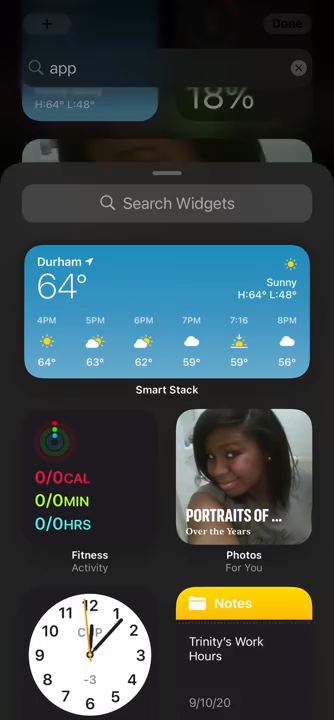 +
Done
app
H:64° L:48°
18%
Search Widgets
Durham
64°
Sunny
H:64° L:48°
4PM 5PM 6PM 7PM 7:16 8PM
64° 63° 62° 59° 59° 56°
Smart Stack
0/0CAL
0/0MIN
0/0HRS
Fitness
Activity
PORTRAITS OF ...
Over the Years
Photos
For You
12
1
2
3
4
5
6
7
8
9
10
11
CUP
-3
Notes
Trinity's Work
Hours
9/10/20